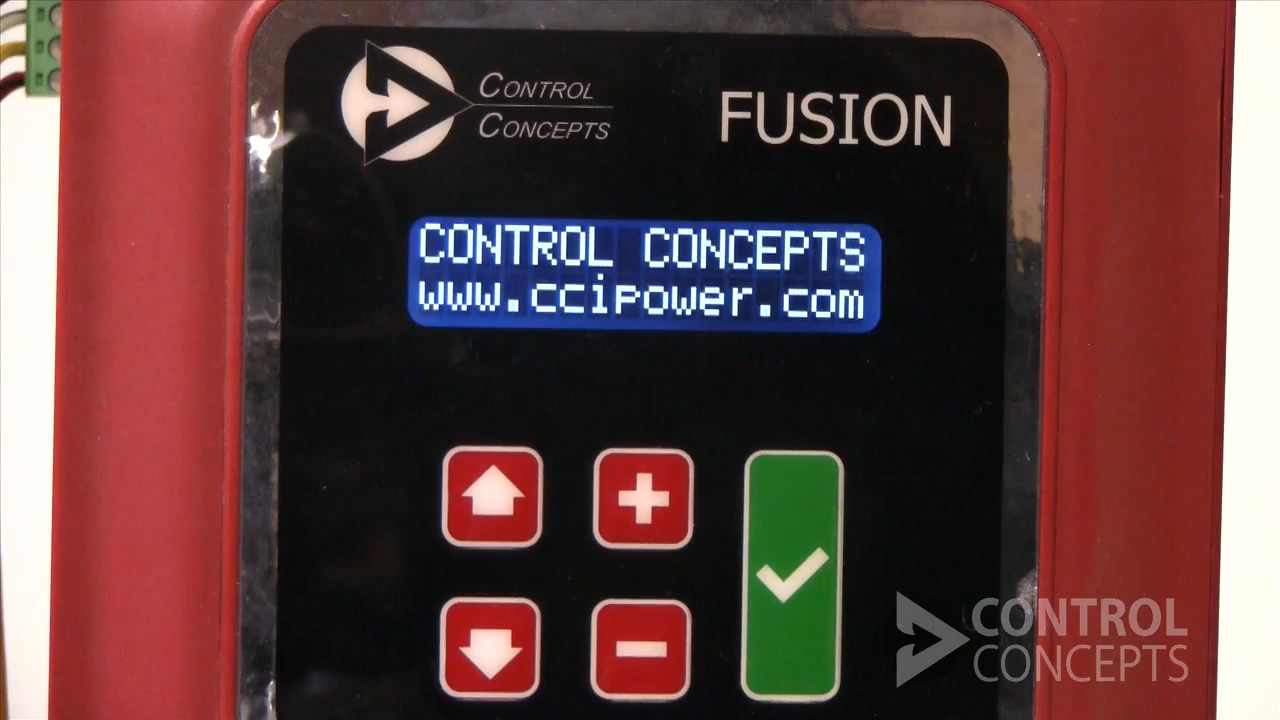 CONTROL
CONCEPTS
FUSION
CONTROL CONCEPTS
www.ccipower.com
CONTROL
CONCEPTS